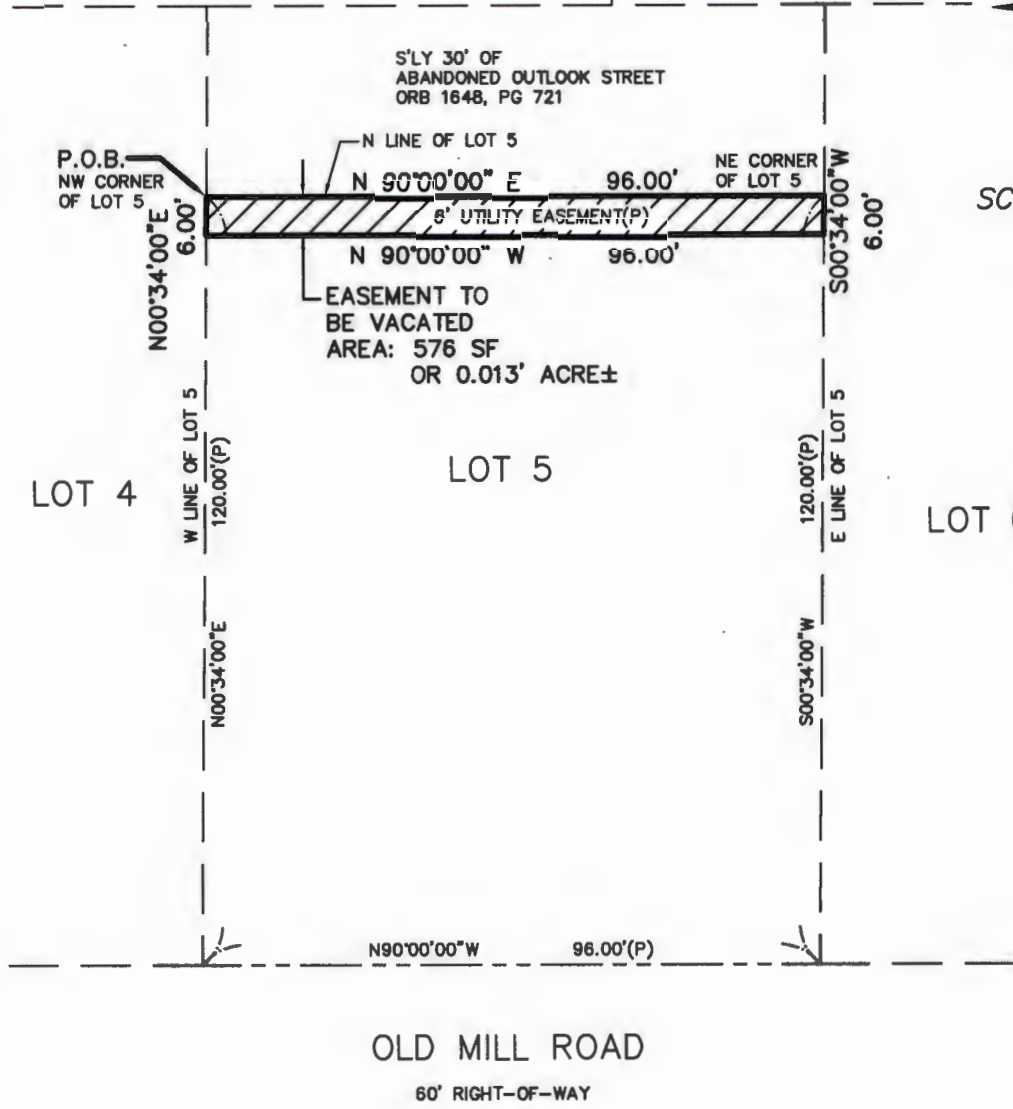 S'LY 30' OF
ABANDONED OUTLOOK STREET
ORB 1648, PG 721
N LINE OF LOT 5
P.O.B.
NW CORNER
OF LOT 5
N 90°00'00" E 96.00'
NE CORNER
OF LOT 5
6' UTILITY EASEMENT(P)
N 90°00'00" W 96.00'
N00°34'00"E
6.00'
S00°34'00"W
6.00'
SC
EASEMENT TO
BE VACATED
AREA: 576 SF
OR 0.013' ACRE±
LOT 4
W LINE OF LOT 5
120.00'(P)
LOT 5
120.00'(P)
E LINE OF LOT 5
LOT
N00°34'00"E
S00°34'00"W
N90°00'00"W 96.00'(P)
OLD MILL ROAD
60' RIGHT-OF-WAY